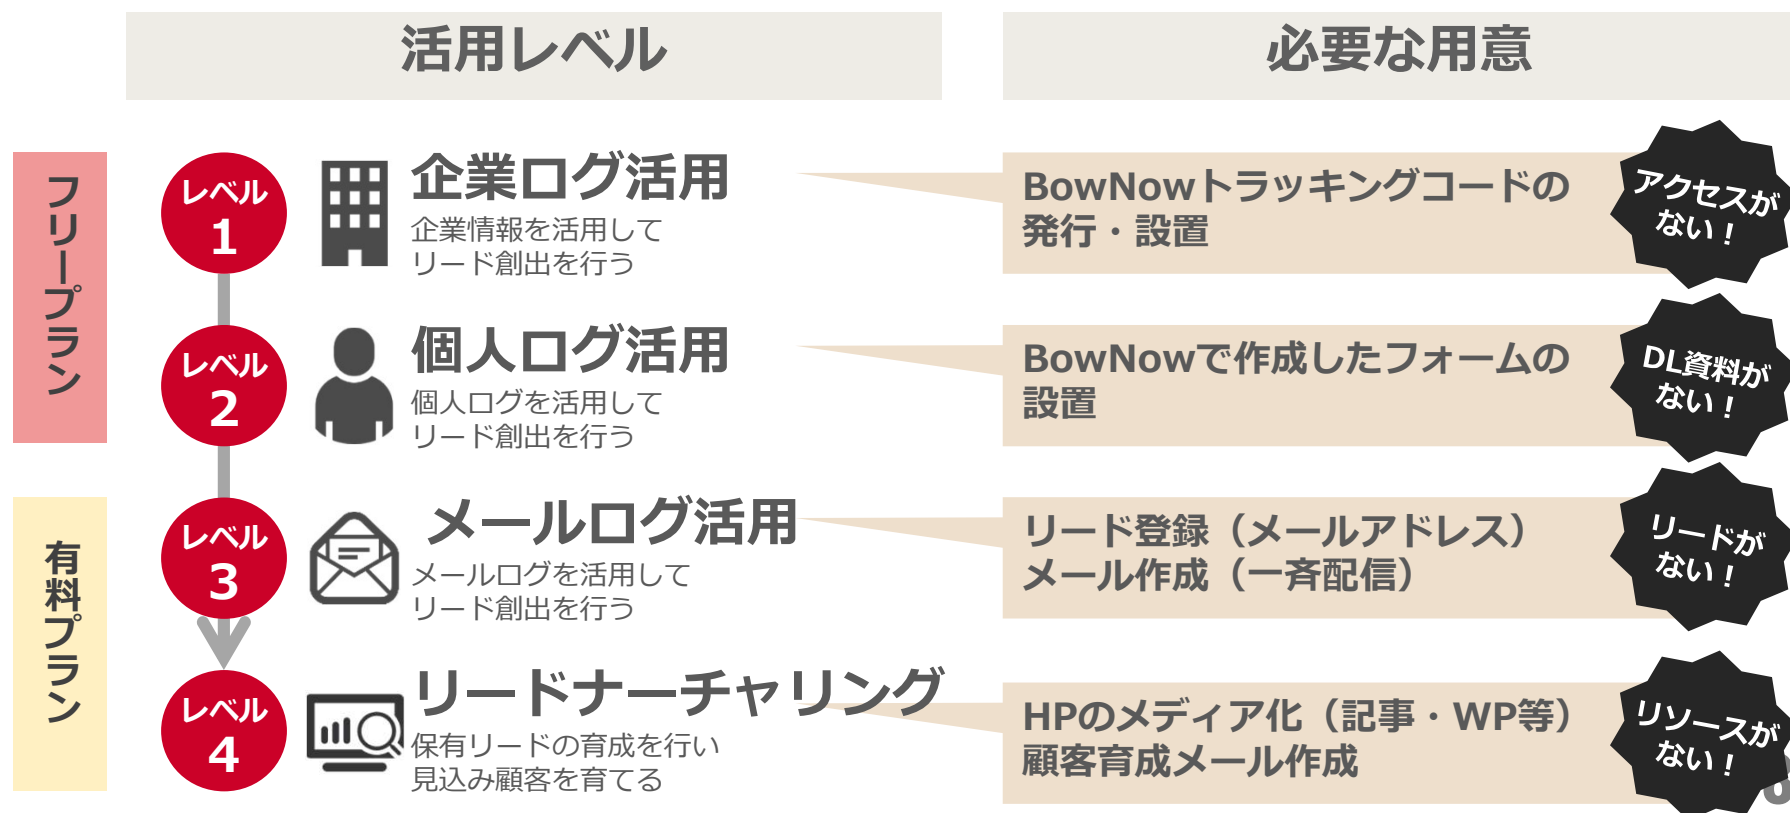 活用レベル
必要な用意
フリープラン
レベル
1
企業ログ活用
企業情報を活用して
リード創出を行う
BowNowトラッキングコードの
発行・設置
アクセスが
ない！
レベル
2
個人ログ活用
個人ログを活用して
リード創出を行う
BowNowで作成したフォームの
設置
DL資料が
ない！
有料プラン
レベル
3
メールログ活用
メールログを活用して
リード創出を行う
リード登録（メールアドレス）
メール作成（一斉配信）
リードが
ない！
レベル
4
リードナーチャリング
保有リードの育成を行い
見込み顧客を育てる
HPのメディア化（記事・WP等）
顧客育成メール作成
リソースが
ない！